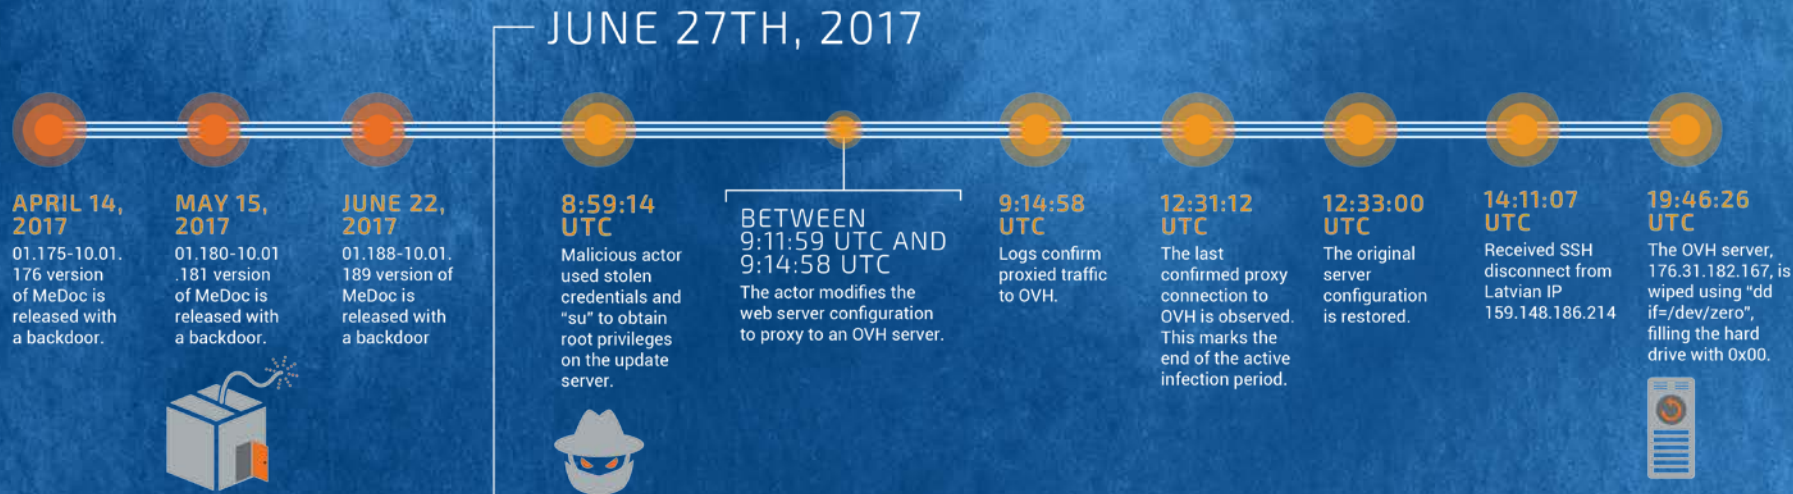 JUNE 27TH, 2017
APRIL 14,
2017
01.175-10.01.
176 version
of MeDoc is
released with
a backdoor.
MAY 15,
2017
01.180-10.01
.181 version
of MeDoc is
released with
a backdoor.
JUNE 22,
2017
01.188-10.01.
189 version of
MeDoc is
released with
a backdoor
8:59:14
UTC
Malicious actor
used stolen
credentials and
“su” to obtain
root privileges
on the update
server.
BETWEEN
9:11:59 UTC AND
9:14:58 UTC
The actor modifies the
web server configuration
to proxy to an OVH server.
9:14:58
UTC
Logs confirm
proxied traffic
to OVH.
12:31:12
UTC
The last
confirmed proxy
connection to
OVH is observed.
This marks the
end of the active
infection period.
12:33:00
UTC
The original
server
configuration
is restored.
14:11:07
UTC
Received SSH
disconnect from
Latvian IP
159.148.186.214
19:46:26
UTC
The OVH server,
176.31.182.167, is
wiped using “dd
if=/dev/zero”,
filling the hard
drive with 0x00.